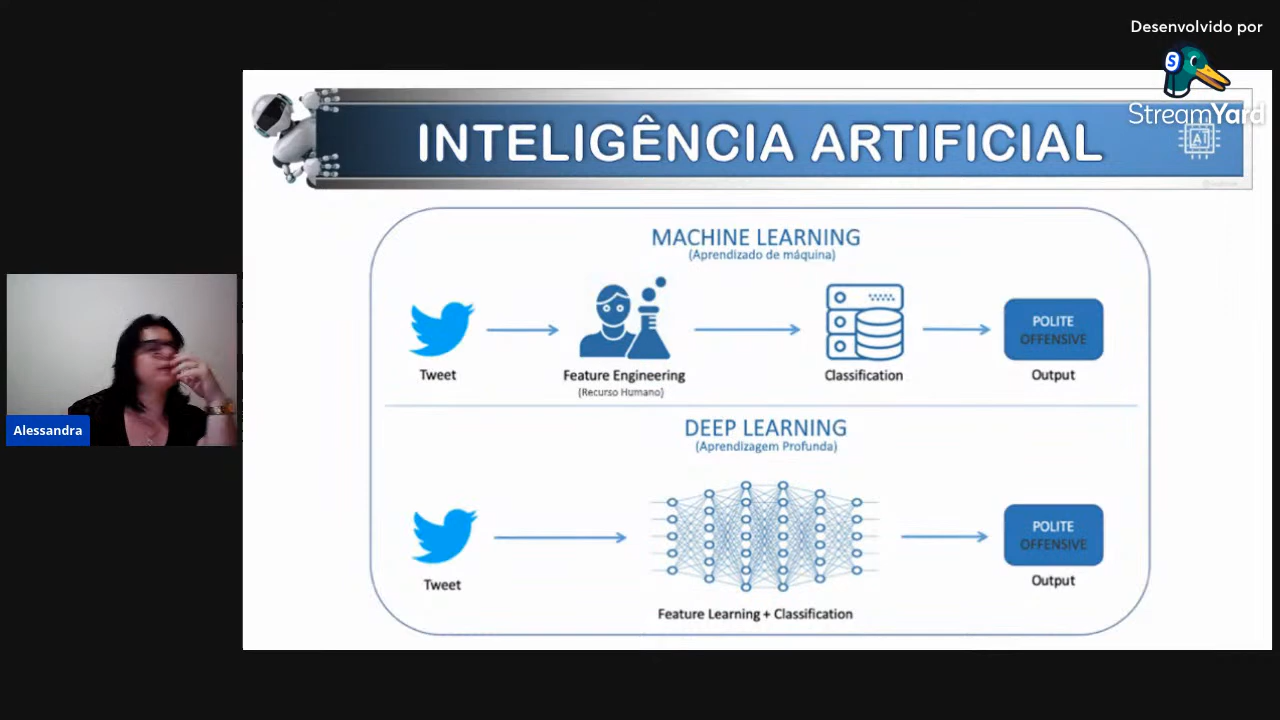 Desenvolvido por
StreamYard
INTELIGÊNCIA ARTIFICIAL
AI
MACHINE LEARNING
(Aprendizado de máquina)
Tweet
Feature Engineering
(Recurso Humano)
Classification
POLITE
OFFENSIVE
Output
DEEP LEARNING
(Aprendizagem Profunda)
Tweet
Feature Learning + Classification
POLITE
OFFENSIVE
Output
Alessandra